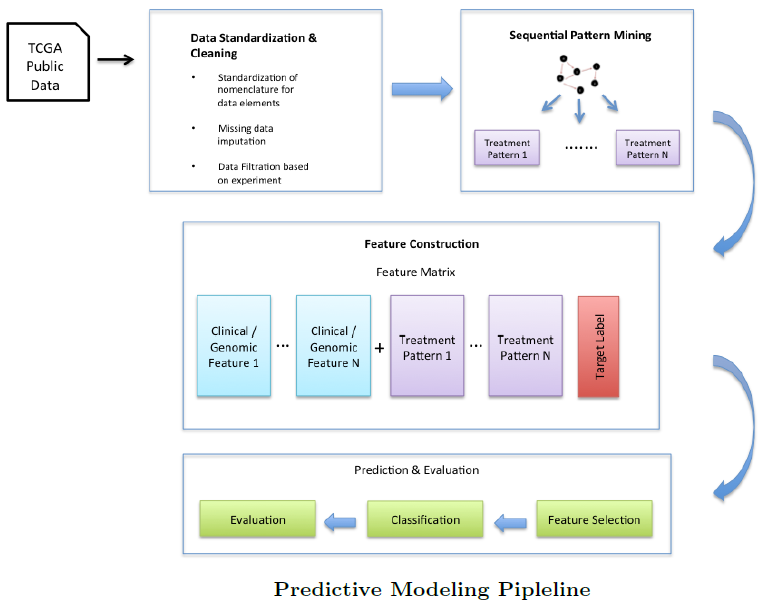 TCGA
Public
Data
Data Standardization &
Cleaning
• Standardization of
nomenclature for
data elements
• Missing data
imputation
• Data Filtration based
on experiment
Sequential Pattern Mining
Treatment
Pattern 1
.......
Treatment
Pattern N
Feature Construction
Feature Matrix
Clinical /
Genomic
Feature 1
...
Clinical /
Genomic
Feature N
+
Treatment
Pattern 1
...
Treatment
Pattern N
Target Label
Prediction & Evaluation
Evaluation
Classification
Feature Selection
Predictive Modeling Pipleline